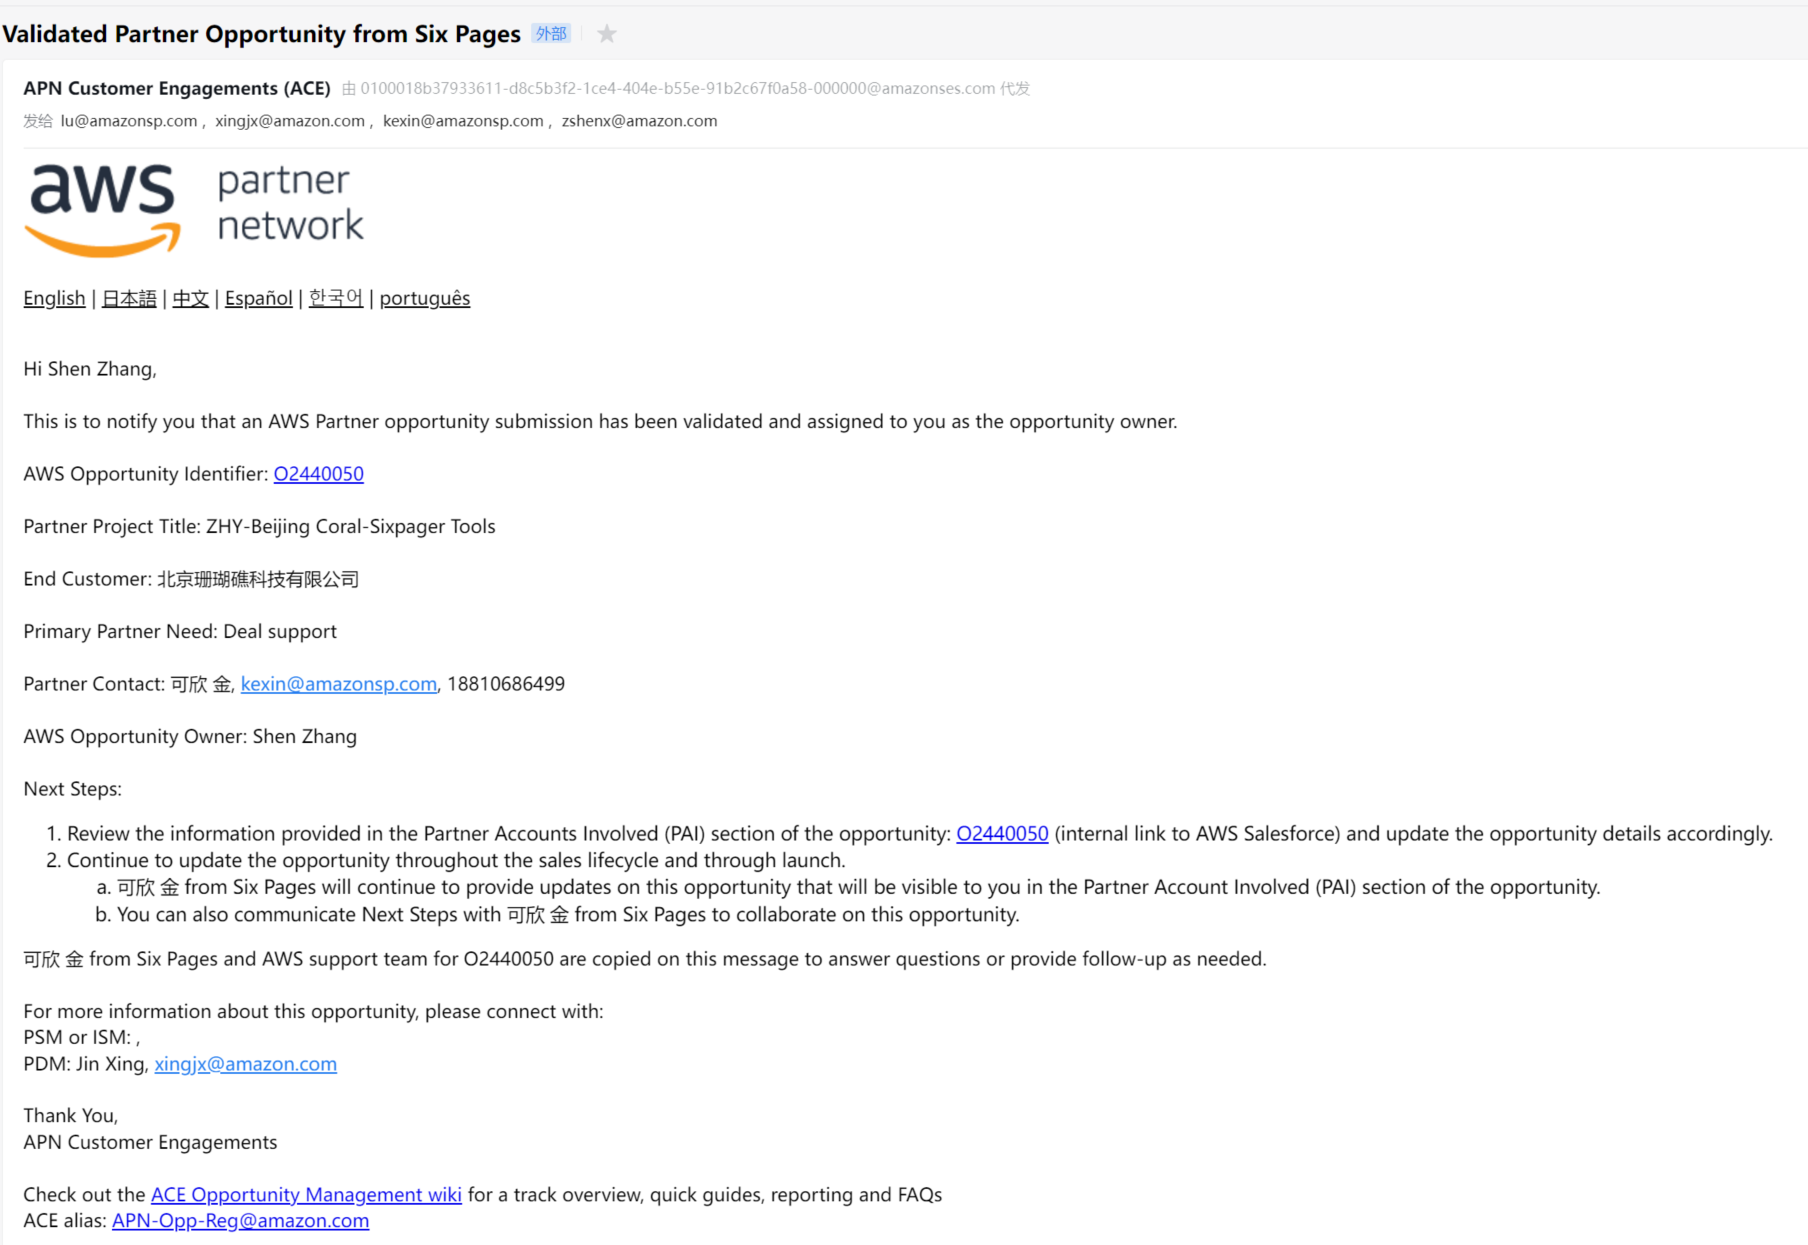 Validated Partner Opportunity from Six Pages 外部
APN Customer Engagements (ACE) 由 0100018b37933611-d8c5b3f2-1ce4-404e-b55e-91b2c67f0a58-000000@amazonses.com 代发
发给 lu@amazonsp.com , xingjx@amazon.com , kexin@amazonsp.com , zshenx@amazon.com
aws partner network
English | 日本語 | 中文 | Español | 한국어 | português
Hi Shen Zhang,
This is to notify you that an AWS Partner opportunity submission has been validated and assigned to you as the opportunity owner.
AWS Opportunity Identifier: O2440050
Partner Project Title: ZHY-Beijing Coral-Sixpager Tools
End Customer: 北京珊瑚礁科技有限公司
Primary Partner Need: Deal support
Partner Contact: 可欣 金, kexin@amazonsp.com, 18810686499
AWS Opportunity Owner: Shen Zhang
Next Steps:
1. Review the information provided in the Partner Accounts Involved (PAI) section of the opportunity: O2440050 (internal link to AWS Salesforce) and update the opportunity details accordingly.
2. Continue to update the opportunity throughout the sales lifecycle and through launch.
a. 可欣 金 from Six Pages will continue to provide updates on this opportunity that will be visible to you in the Partner Account Involved (PAI) section of the opportunity.
b. You can also communicate Next Steps with 可欣 金 from Six Pages to collaborate on this opportunity.
可欣 金 from Six Pages and AWS support team for O2440050 are copied on this message to answer questions or provide follow-up as needed.
For more information about this opportunity, please connect with:
PSM or ISM: ,
PDM: Jin Xing, xingjx@amazon.com
Thank You,
APN Customer Engagements
Check out the ACE Opportunity Management wiki for a track overview, quick guides, reporting and FAQs
ACE alias: APN-Opp-Reg@amazon.com